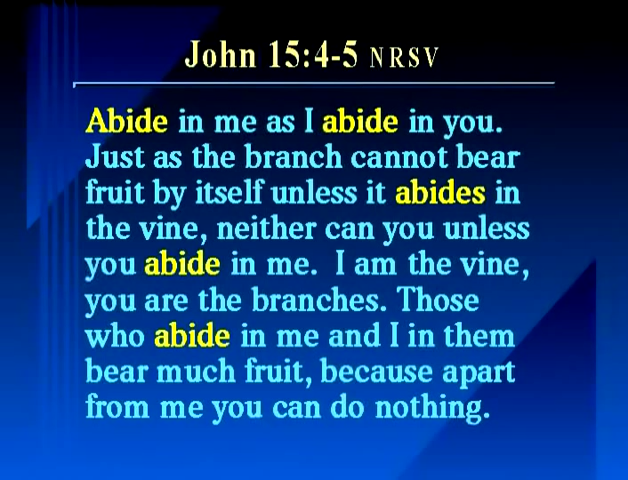 John 15:4-5 NRSV
Abide in me as I abide in you.
Just as the branch cannot bear
fruit by itself unless it abides in
the vine, neither can you unless
you abide in me. I am the vine,
you are the branches. Those
who abide in me and I in them
bear much fruit, because apart
from me you can do nothing.